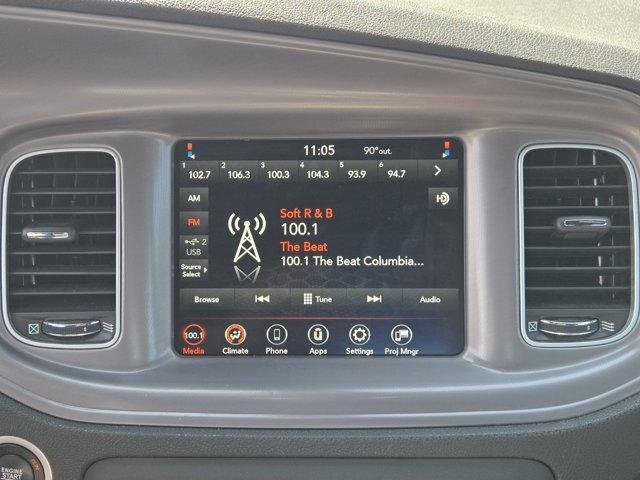 11:05 90°out.
1 2 3 4 5 6
102.7 106.3 100.3 104.3 93.9 94.7
AM
HD
FM
Soft R & B
100.1
2
USB
The Beat
100.1 The Beat Columbia...
Source
Select
Browse Tune Audio
100.1
Media Climate Phone Apps Settings Proj Mngr
ENGINE
START